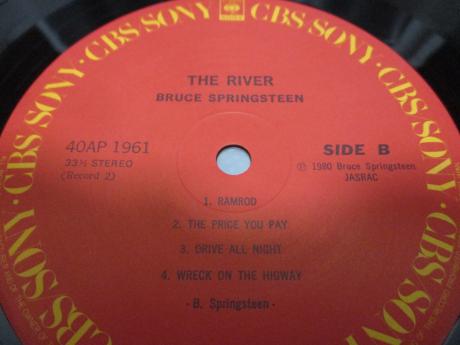 CBS/SONY CBS/SONY CBS/SONY CBS/SONY
THE RIVER
BRUCE SPRINGSTEEN
40AP 1961
33⅓ STEREO
(Record 2)
SIDE B
Ⓟ 1980 Bruce Springsteen
JASRAC
1. RAMROD
2. THE PRICE YOU PAY
3. DRIVE ALL NIGHT
4. WRECK ON THE HIGWAY
- B. Springsteen -